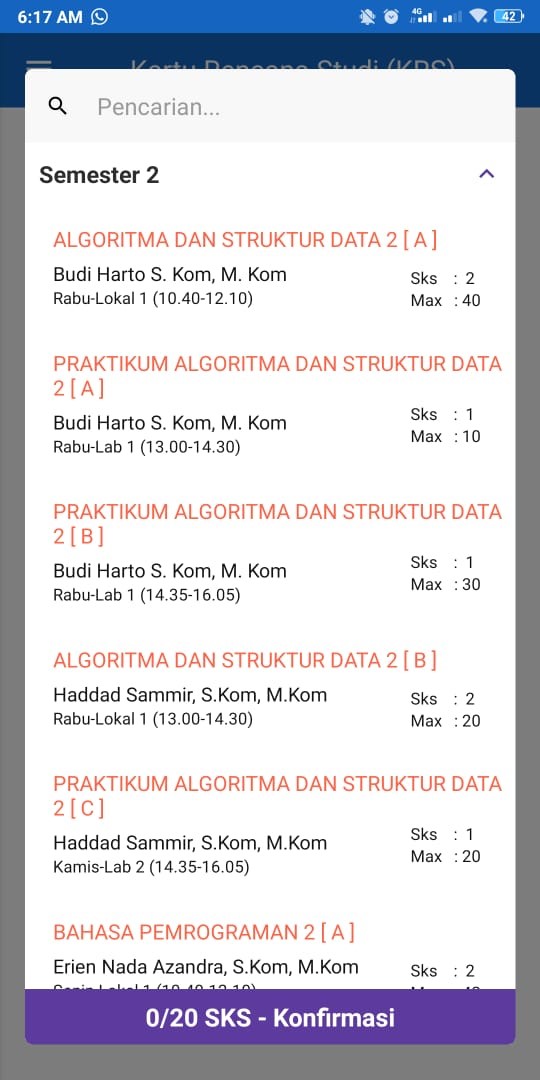 6:17 AM
4G
42
Pencarian...
Semester 2
ALGORITMA DAN STRUKTUR DATA 2 [ A ]
Budi Harto S. Kom, M. Kom
Sks : 2
Rabu-Lokal 1 (10.40-12.10)
Max : 40
PRAKTIKUM ALGORITMA DAN STRUKTUR DATA
2 [ A ]
Budi Harto S. Kom, M. Kom
Sks : 1
Rabu-Lab 1 (13.00-14.30)
Max : 10
PRAKTIKUM ALGORITMA DAN STRUKTUR DATA
2 [ B ]
Budi Harto S. Kom, M. Kom
Sks : 1
Rabu-Lab 1 (14.35-16.05)
Max : 30
ALGORITMA DAN STRUKTUR DATA 2 [ B ]
Haddad Sammir, S.Kom, M.Kom
Sks : 2
Rabu-Lokal 1 (13.00-14.30)
Max : 20
PRAKTIKUM ALGORITMA DAN STRUKTUR DATA
2 [ C ]
Haddad Sammir, S.Kom, M.Kom
Sks : 1
Kamis-Lab 2 (14.35-16.05)
Max : 20
BAHASA PEMROGRAMAN 2 [ A ]
Erien Nada Azandra, S.Kom, M.Kom
Sks : 2
0/20 SKS - Konfirmasi